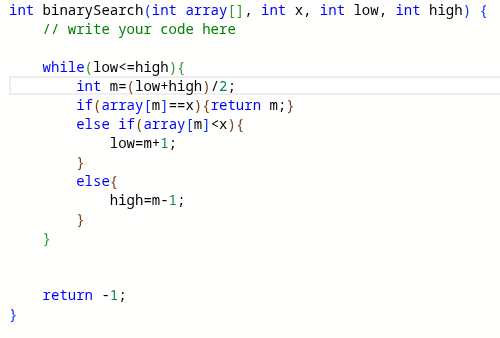 int binarySearch(int array[], int x, int low, int high) {
    // write your code here
    while(low<=high){
        int m=(low+high)/2;
        if(array[m]==x){return m;}
        else if(array[m]<x){
            low=m+1;
        }
        else{
            high=m-1;
        }
    }
    return -1;
}